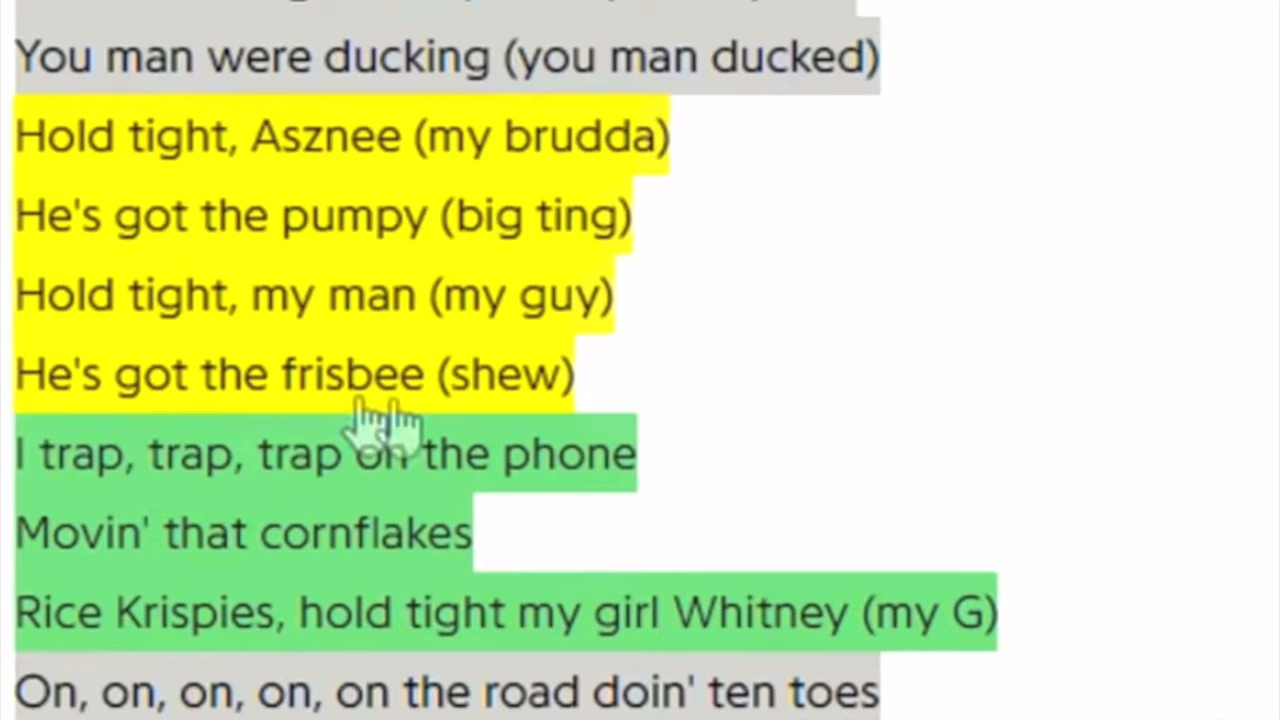 You man were ducking (you man ducked)
Hold tight, Asznee (my brudda)
He's got the pumpy (big ting)
Hold tight, my man (my guy)
He's got the frisbee (shew)
I trap, trap, trap on the phone
Movin' that cornflakes
Rice Krispies, hold tight my girl Whitney (my G)
On, on, on, on, on the road doin' ten toes